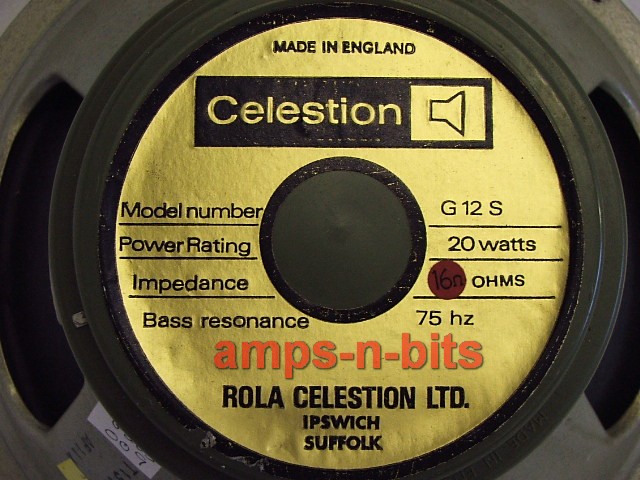 MADE IN ENGLAND
Celestion
Model number G 12 S
Power Rating 20 watts
Impedance 16Ω OHMS
Bass resonance 75 hz
amps-n-bits
ROLA CELESTION LTD.
IPSWICH
SUFFOLK